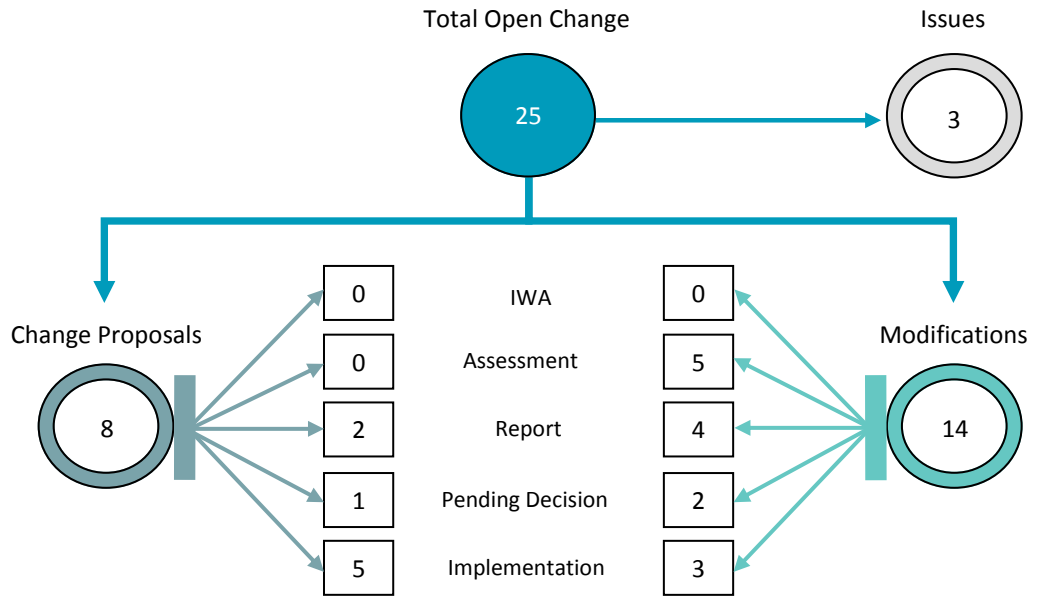 Total Open Change
Issues
25
3
0
IWA
0
Change Proposals
Modifications
0
Assessment
5
8
2
Report
4
14
1
Pending Decision
2
5
Implementation
3